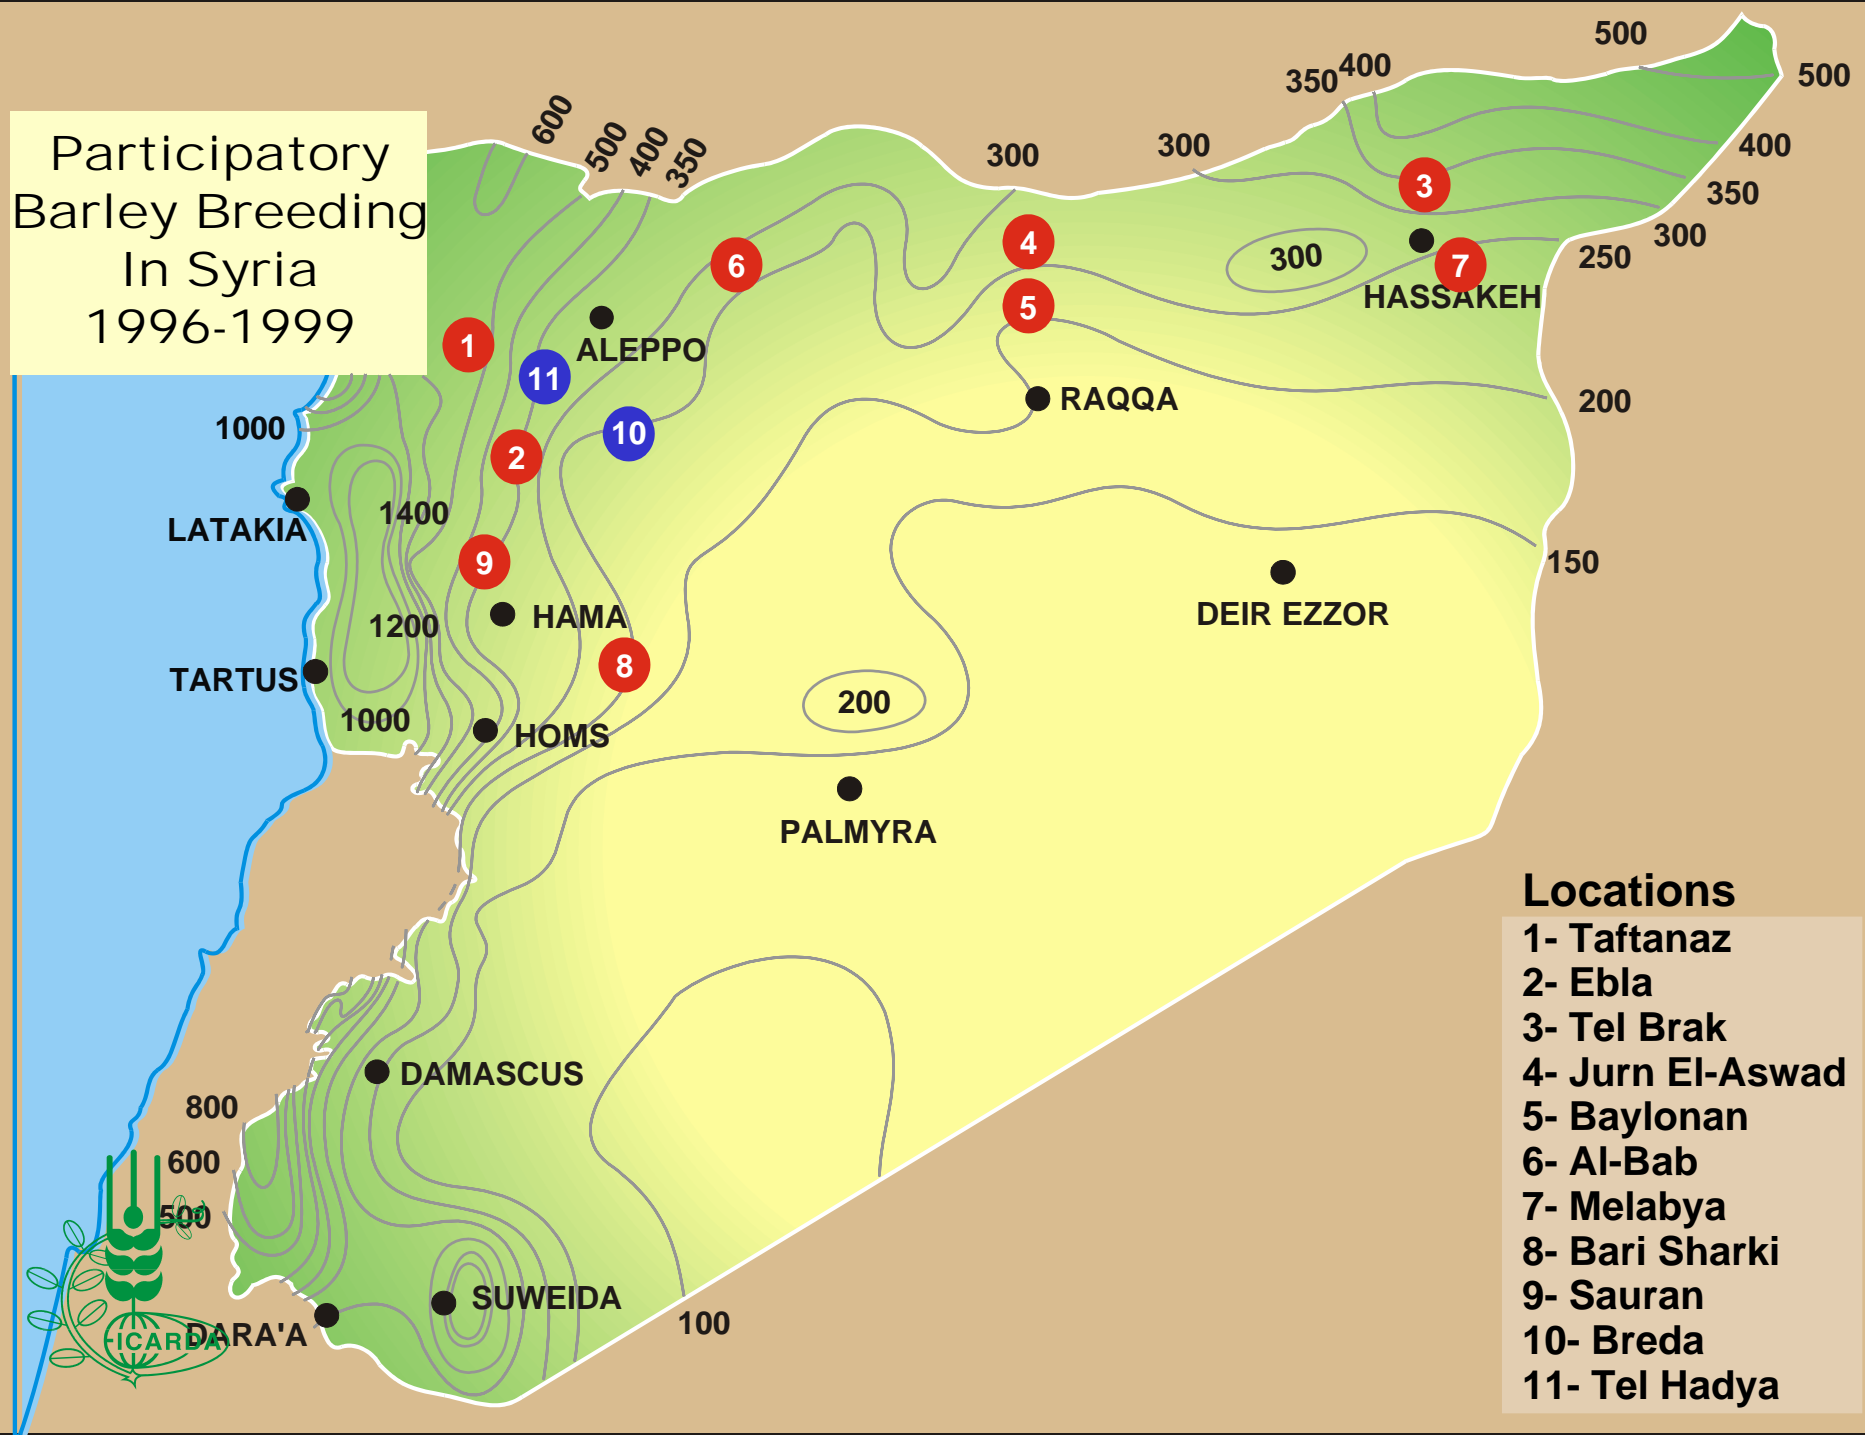 Participatory
Barley Breeding
In Syria
1996-1999
600
500
400
350
300
300
350
400
500
500
400
350
300
250
200
150
100
300
200
1000
1400
1200
1000
800
600
500
ALEPPO
HASSAKEH
RAQQA
LATAKIA
HAMA
DEIR EZZOR
TARTUS
HOMS
PALMYRA
DAMASCUS
SUWEIDA
DARA'A
ICARDA
1
2
3
4
5
6
7
8
9
10
11
Locations
1- Taftanaz
2- Ebla
3- Tel Brak
4- Jurn El-Aswad
5- Baylonan
6- Al-Bab
7- Melabya
8- Bari Sharki
9- Sauran
10- Breda
11- Tel Hadya